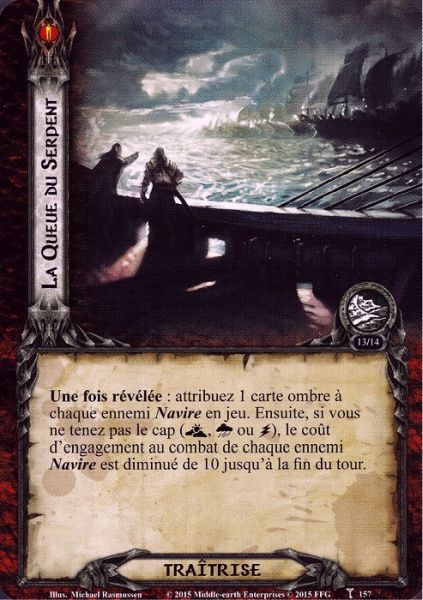 La Queue du Serpent
13/14
Une fois révélée : attribuez 1 carte ombre à
chaque ennemi Navire en jeu. Ensuite, si vous
ne tenez pas le cap ( , ou ), le coût
d'engagement au combat de chaque ennemi
Navire est diminué de 10 jusqu'à la fin du tour.
TRAÎTRISE
Illus. Michael Rasmussen © 2015 Middle-earth Enterprises © 2015 FFG 157